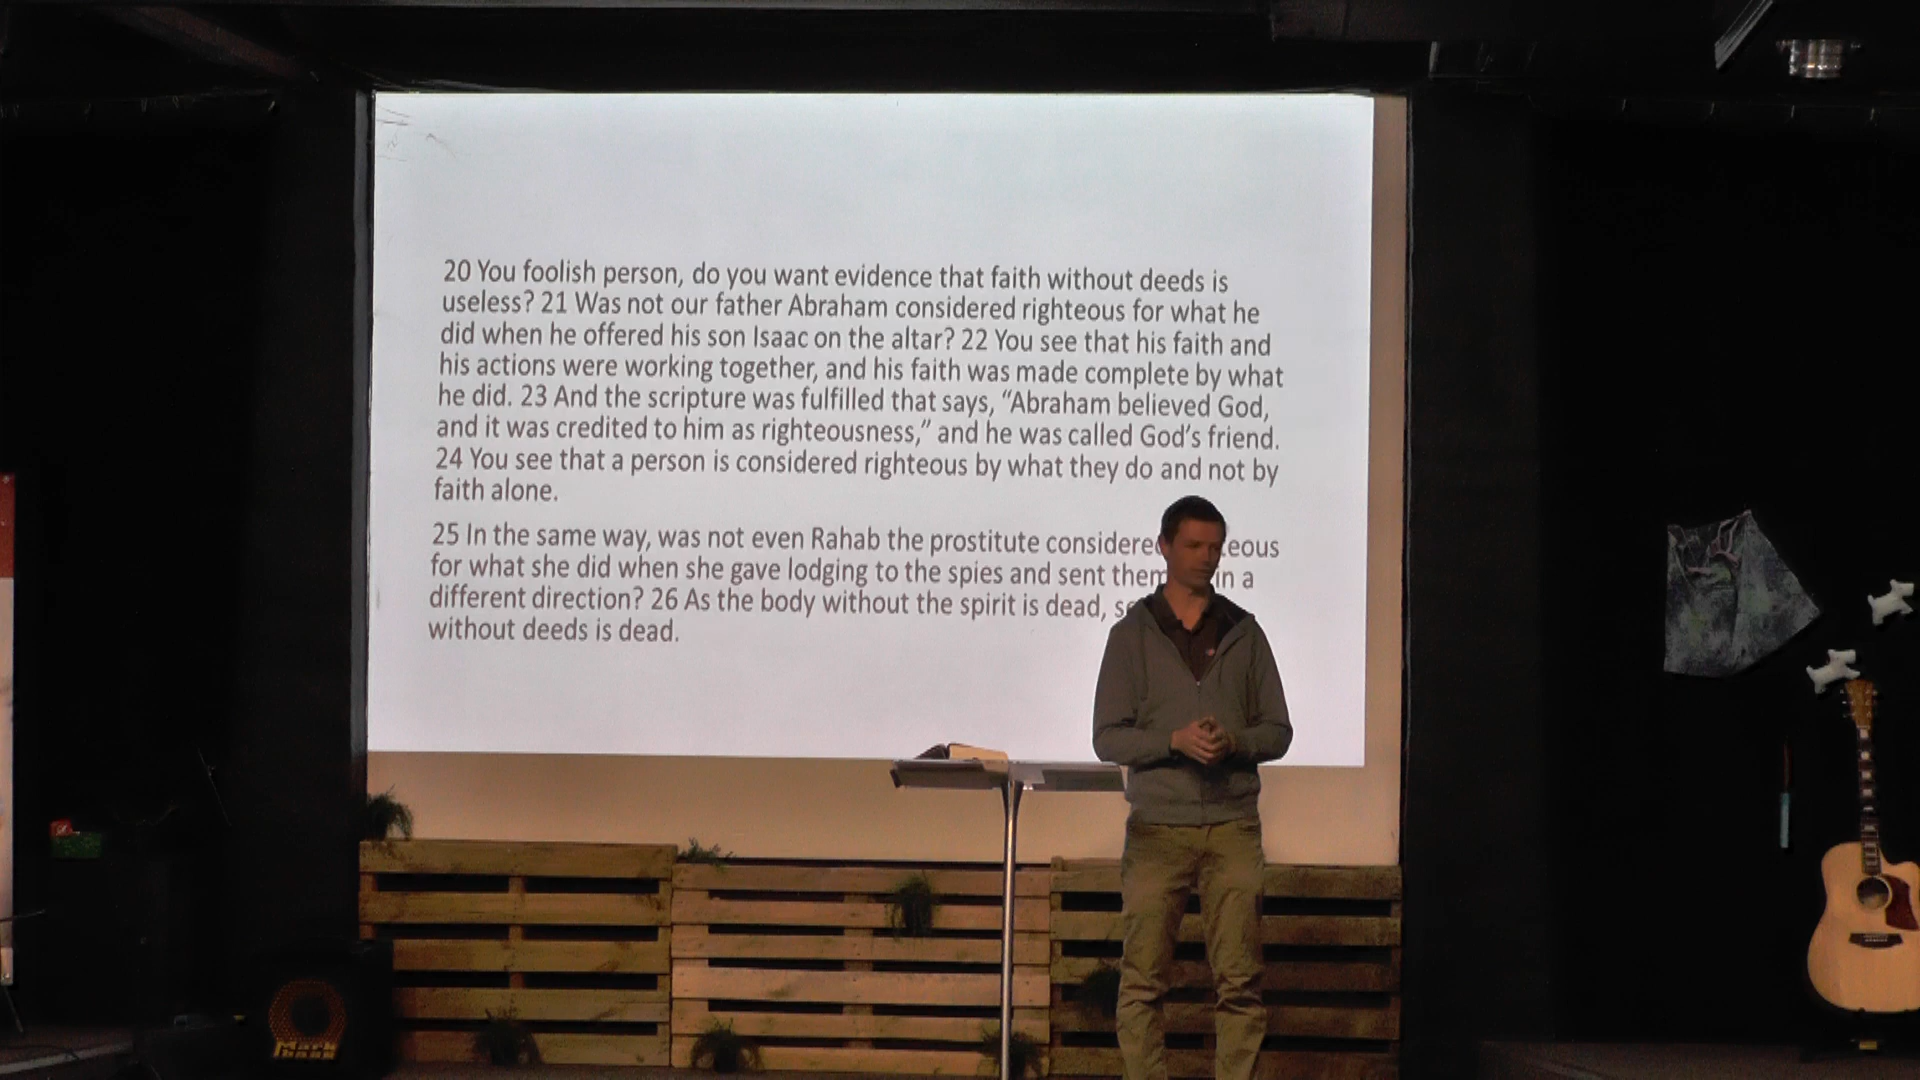 20 You foolish person, do you want evidence that faith without deeds is
useless? 21 Was not our father Abraham considered righteous for what he
did when he offered his son Isaac on the altar? 22 You see that his faith and
his actions were working together, and his faith was made complete by what
he did. 23 And the scripture was fulfilled that says, “Abraham believed God,
and it was credited to him as righteousness,” and he was called God’s friend.
24 You see that a person is considered righteous by what they do and not by
faith alone.
25 In the same way, was not even Rahab the prostitute considered eous
for what she did when she gave lodging to the spies and sent them in a
different direction? 26 As the body without the spirit is dead,
without deeds is dead.